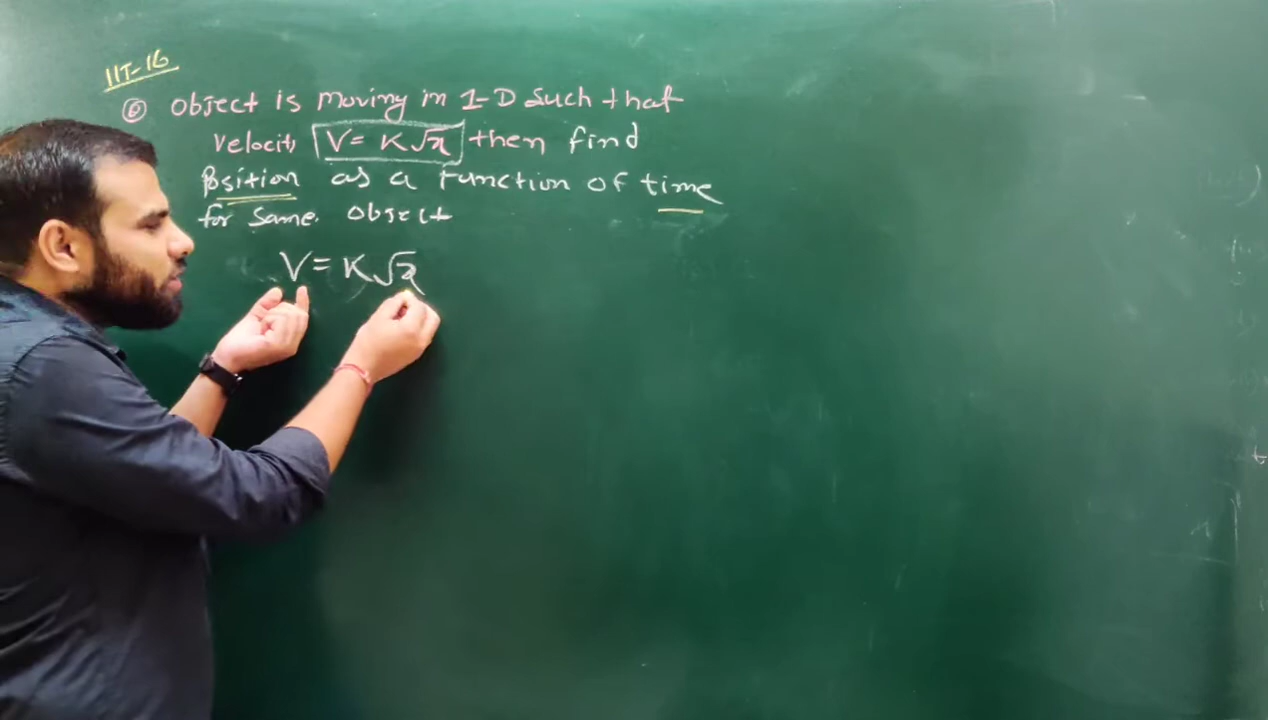 IIT-16
⑥ Object is moving in 1-D Such that
velocity V= K√x then find
Position as a function of time
for same. Object
V= K√x